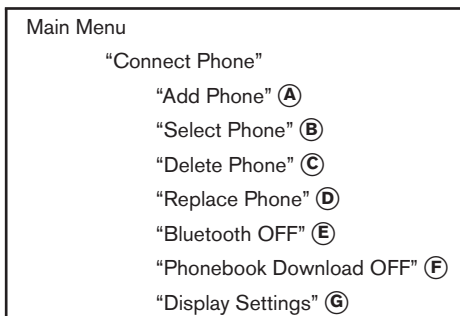 Main Menu
“Connect Phone”
“Add Phone” Ⓐ
“Select Phone” Ⓑ
“Delete Phone” Ⓒ
“Replace Phone” Ⓓ
“Bluetooth OFF” Ⓔ
“Phonebook Download OFF” Ⓕ
“Display Settings” Ⓖ